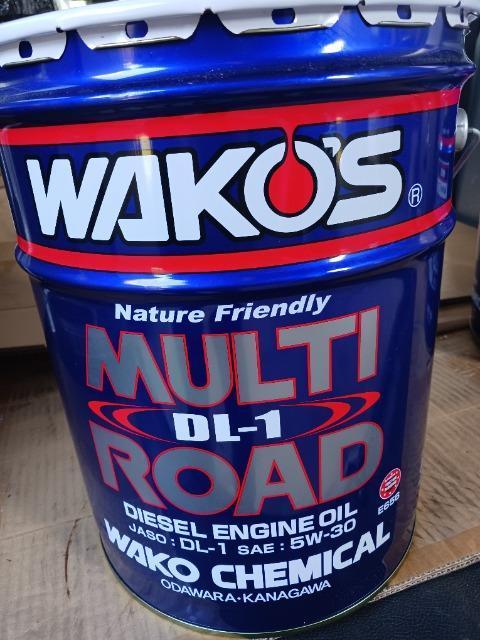 WAKO'S®
Nature Friendly
MULTI
DL-1
ROAD
DIESEL ENGINE OIL
JASO : DL-1 SAE : 5W-30
E656
WAKO CHEMICAL
ODAWARA·KANAGAWA